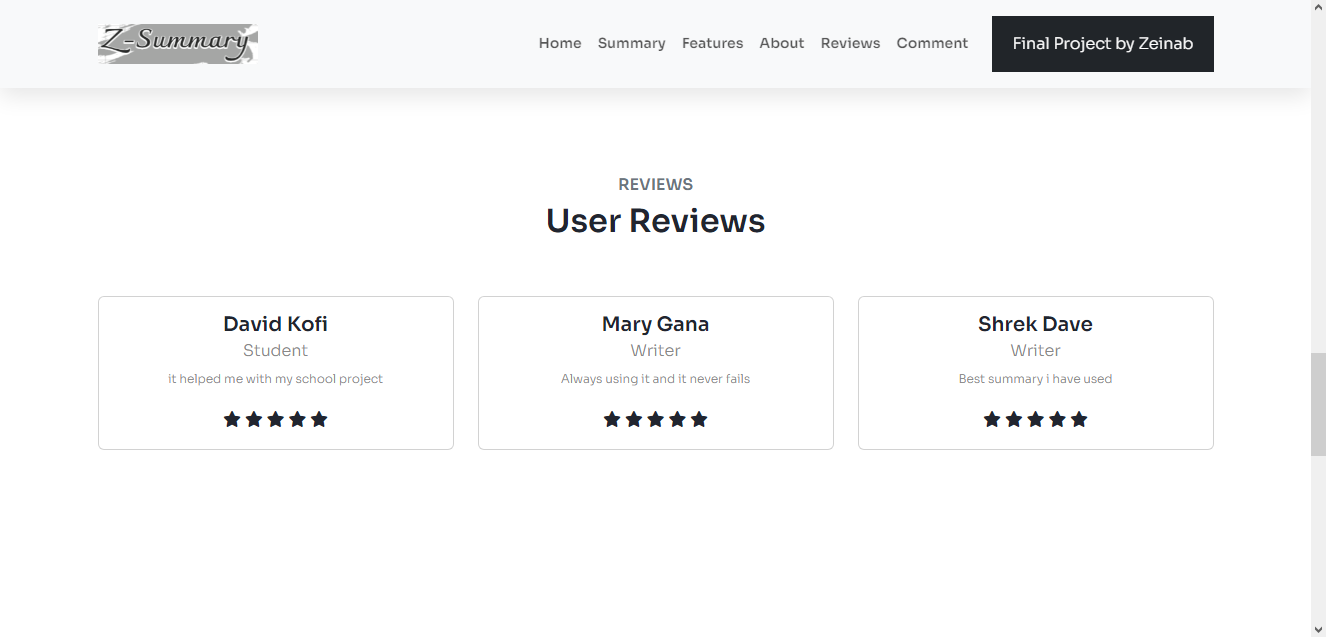 Z-Summary
Home Summary Features About Reviews Comment Final Project by Zeinab
REVIEWS
User Reviews
David Kofi
Student
it helped me with my school project
Mary Gana
Writer
Always using it and it never fails
Shrek Dave
Writer
Best summary i have used